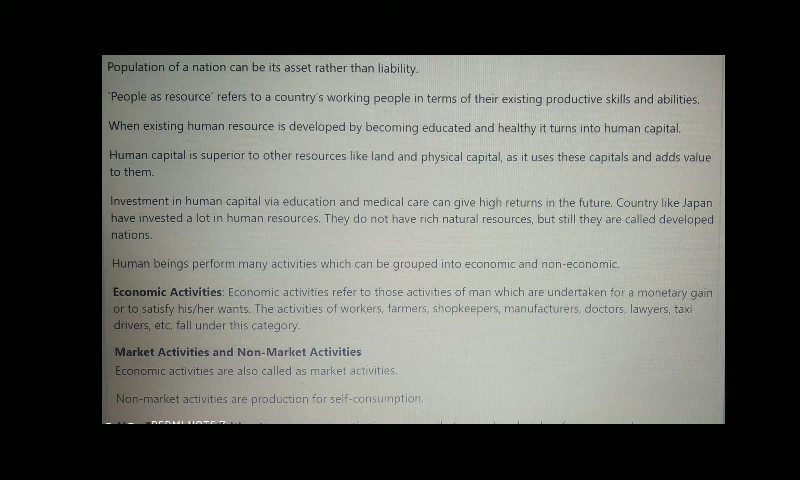 Population of a nation can be its asset rather than liability.
'People as resource' refers to a country's working people in terms of their existing productive skills and abilities.
When existing human resource is developed by becoming educated and healthy it turns into human capital.
Human capital is superior to other resources like land and physical capital, as it uses these capitals and adds value
to them.
Investment in human capital via education and medical care can give high returns in the future. Country like Japan
have invested a lot in human resources. They do not have rich natural resources, but still they are called developed
nations.
Human beings perform many activities which can be grouped into economic and non-economic.
Economic Activities: Economic activities refer to those activities of man which are undertaken for a monetary gain
or to satisfy his/her wants. The activities of workers, farmers, shopkeepers, manufacturers, doctors, lawyers, taxi
drivers, etc. fall under this category.
Market Activities and Non-Market Activities
Economic activities are also called as market activities.
Non-market activities are production for self-consumption.